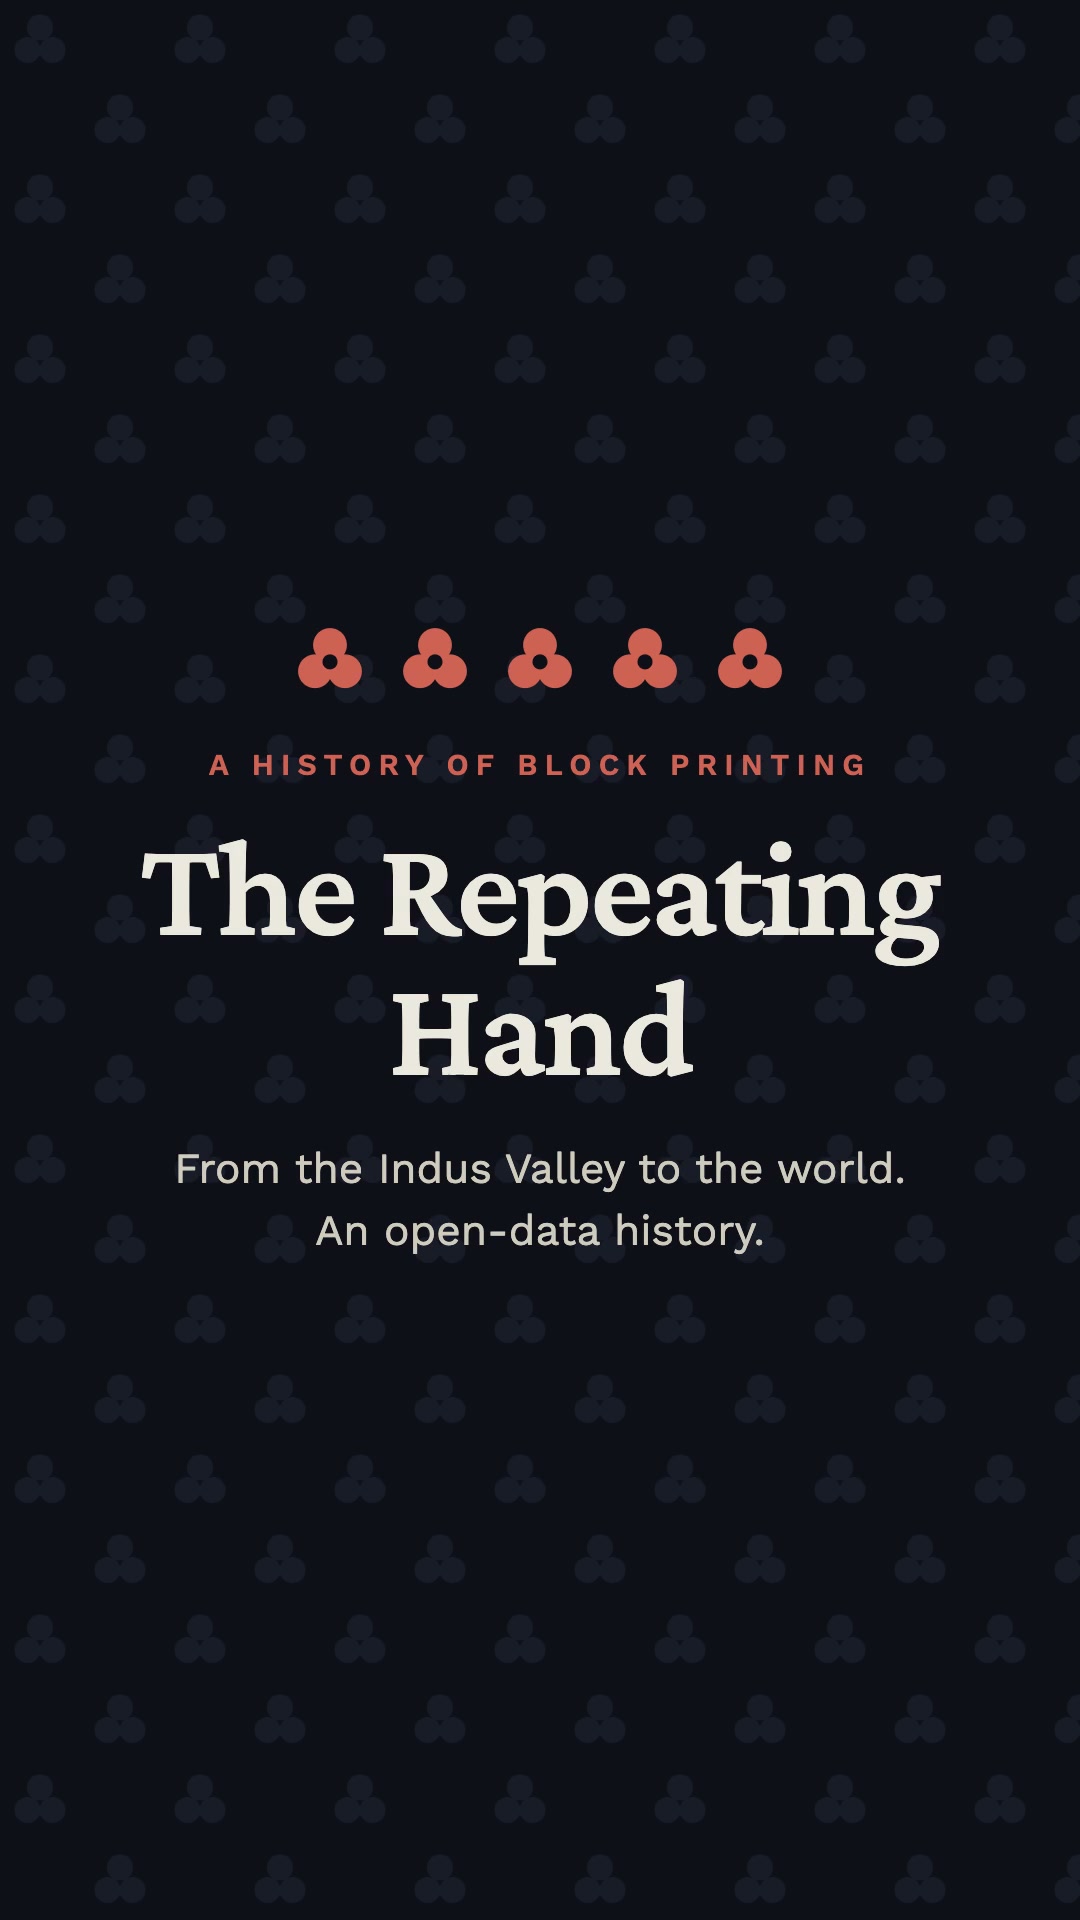 A HISTORY OF BLOCK PRINTING
The Repeating
Hand
From the Indus Valley to the world.
An open-data history.